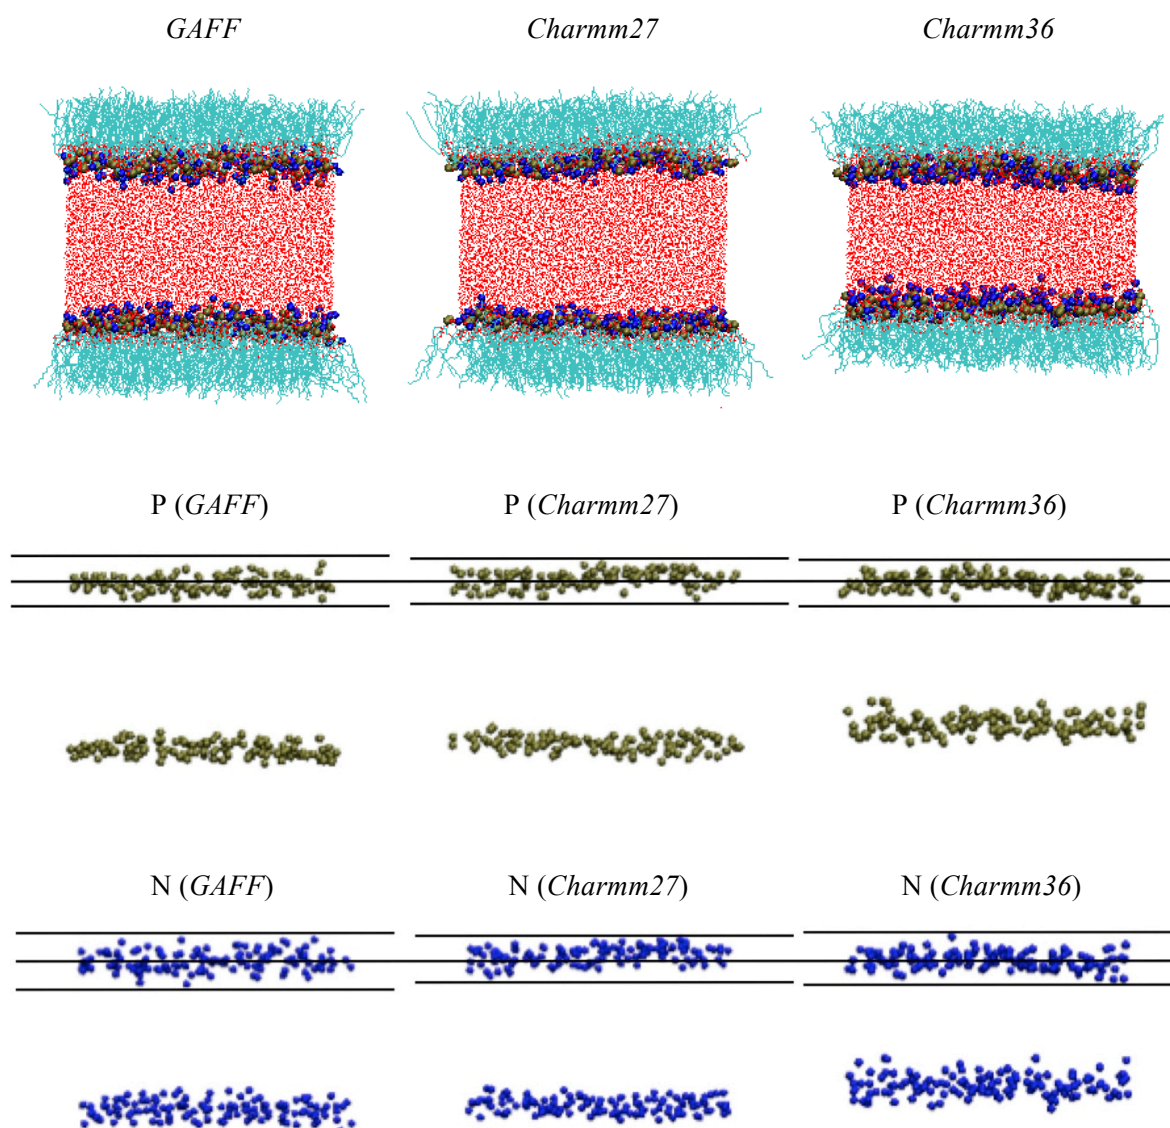 GAFF Charmm27 Charmm36
P (GAFF) P (Charmm27) P (Charmm36)
N (GAFF) N (Charmm27) N (Charmm36)